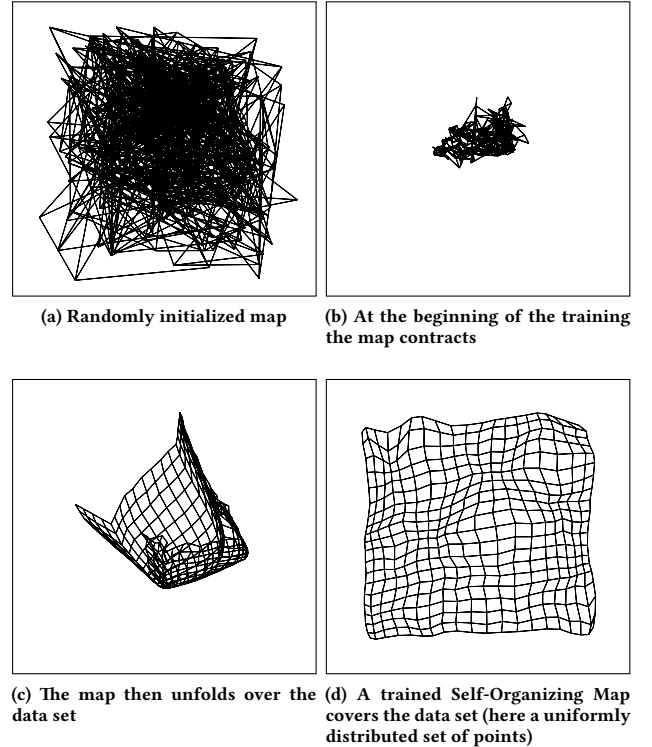 (a) Randomly initialized map
(b) At the beginning of the training
the map contracts
(c) The map then unfolds over the
data set
(d) A trained Self-Organizing Map
covers the data set (here a uniformly
distributed set of points)